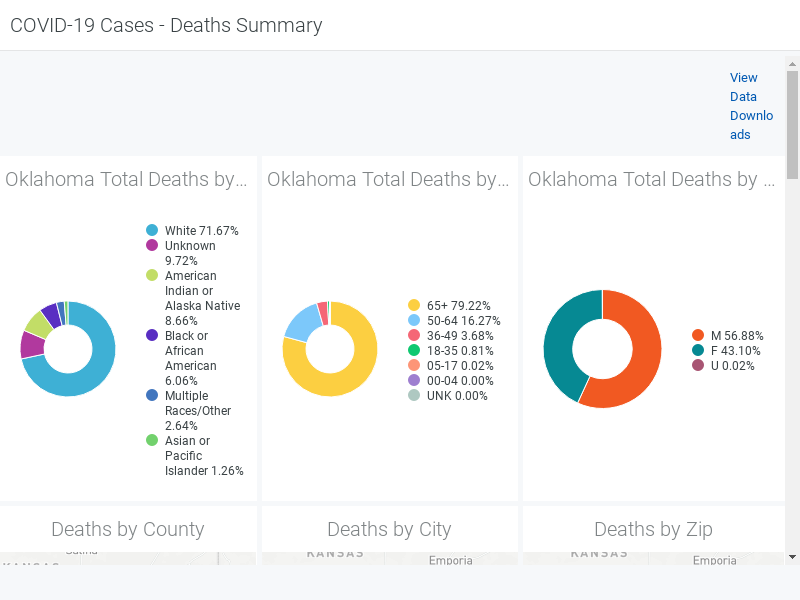 COVID-19 Cases - Deaths Summary
View
Data
Downlo
ads
Oklahoma Total Deaths by...
White 71.67%
Unknown
9.72%
American
Indian or
Alaska Native
8.66%
Black or
African
American
6.06%
Multiple
Races/Other
2.64%
Asian or
Pacific
Islander 1.26%
Oklahoma Total Deaths by...
65+ 79.22%
50-64 16.27%
36-49 3.68%
18-35 0.81%
05-17 0.02%
00-04 0.00%
UNK 0.00%
Oklahoma Total Deaths by ...
M 56.88%
F 43.10%
U 0.02%
Deaths by County
Salina
KANSAS
Deaths by City
KANSAS
Emporia
Deaths by Zip
KANSAS
Emporia